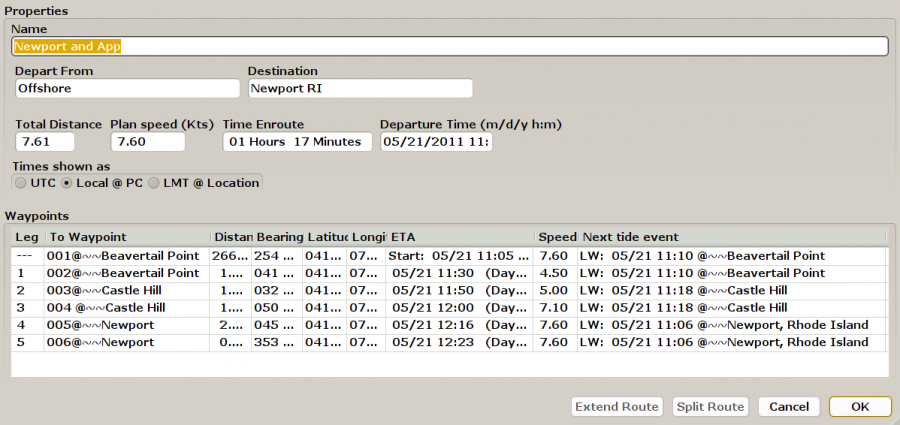 Properties
Name
Newport and App
Depart From Destination
Offshore Newport RI
Total Distance Plan speed (Kts) Time Enroute Departure Time (m/d/y h:m)
7.61 7.60 01 Hours 17 Minutes 05/21/2011 11:
Times shown as
UTC Local @ PC LMT @ Location
Waypoints
Leg To Waypoint Distan Bearing Latitud Longit ETA Speed Next tide event
--- 001@~~Beavertail Point 266... 254 ... 041... 07... Start: 05/21 11:05 ... 7.60 LW: 05/21 11:10 @~~Beavertail Point
1 002@~~Beavertail Point 1.... 041 ... 041... 07... 05/21 11:30 (Day... 4.50 LW: 05/21 11:10 @~~Beavertail Point
2 003@~~Castle Hill 1.... 032 ... 041... 07... 05/21 11:50 (Day... 5.00 LW: 05/21 11:18 @~~Castle Hill
3 004 @~~Castle Hill 1.... 050 ... 041... 07... 05/21 12:00 (Day... 7.10 LW: 05/21 11:18 @~~Castle Hill
4 005@~~Newport 2.... 045 ... 041... 07... 05/21 12:16 (Day... 7.60 LW: 05/21 11:06 @~~Newport, Rhode Island
5 006@~~Newport 0.... 353 ... 041... 07... 05/21 12:23 (Day... 7.60 LW: 05/21 11:06 @~~Newport, Rhode Island
Extend Route Split Route Cancel OK